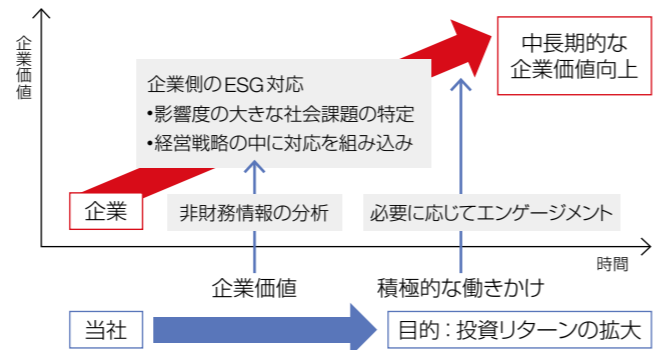 企業価値
中長期的な
企業価値向上
企業側のESG対応
•影響度の大きな社会課題の特定
•経営戦略の中に対応を組み込み
企業
非財務情報の分析
必要に応じてエンゲージメント
時間
企業価値
積極的な働きかけ
当社
目的：投資リターンの拡大